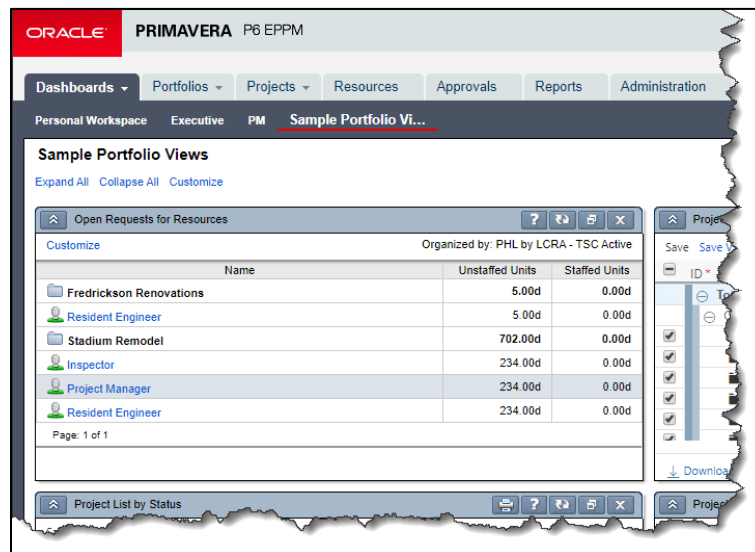 ORACLE PRIMAVERA P6 EPPM
Dashboards Portfolios Projects Resources Approvals Reports Administration
Personal Workspace Executive PM Sample Portfolio Vi...
Sample Portfolio Views
Expand All Collapse All Customize
Open Requests for Resources
Customize Organized by: PHL by LCRA - TSC Active
Name Unstaffed Units Staffed Units
Fredrickson Renovations 5.00d 0.00d
Resident Engineer 5.00d 0.00d
Stadium Remodel 702.00d 0.00d
Inspector 234.00d 0.00d
Project Manager 234.00d 0.00d
Resident Engineer 234.00d 0.00d
Page: 1 of 1
Save
ID *
Project List by Status